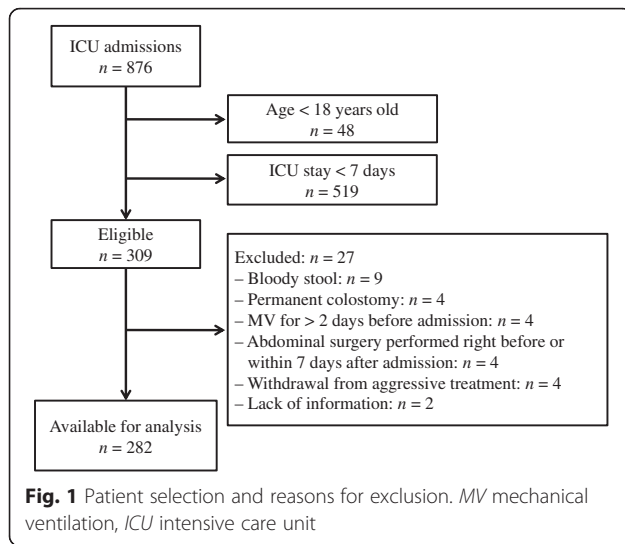 ICU admissions
n = 876
Age < 18 years old
n = 48
ICU stay < 7 days
n = 519
Eligible
n = 309
Excluded: n = 27
– Bloody stool: n = 9
– Permanent colostomy: n = 4
– MV for > 2 days before admission: n = 4
– Abdominal surgery performed right before or
within 7 days after admission: n = 4
– Withdrawal from aggressive treatment: n = 4
– Lack of information: n = 2
Available for analysis
n = 282
Fig. 1 Patient selection and reasons for exclusion. MV mechanical
ventilation, ICU intensive care unit